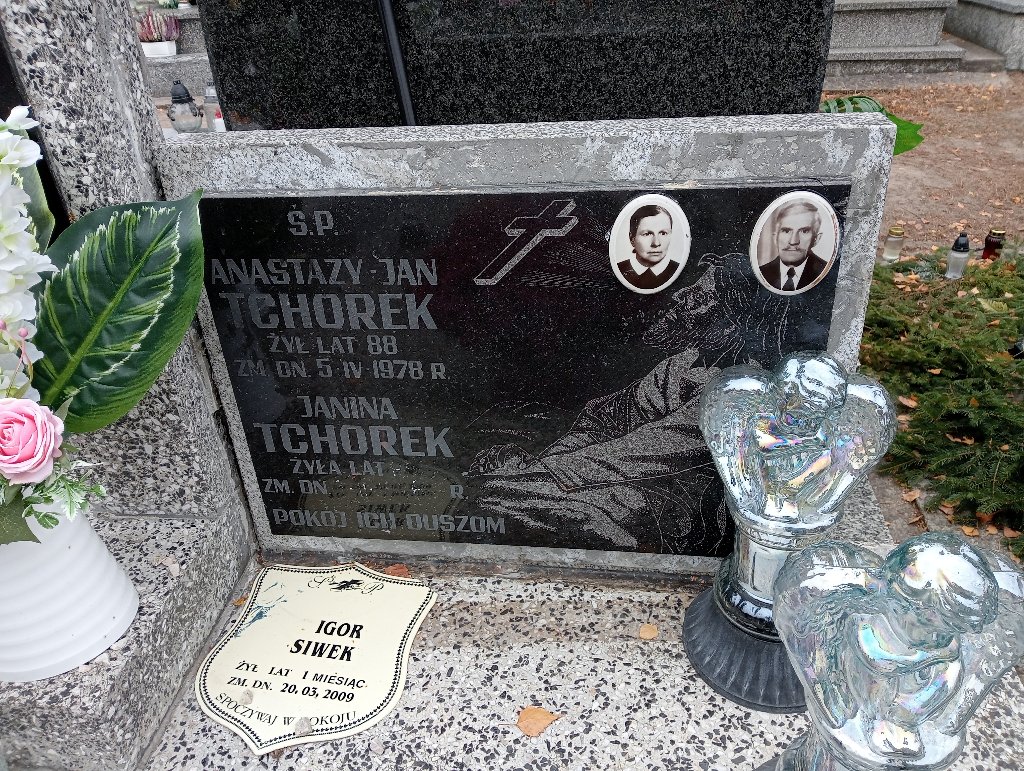 Ś.P.
ANASTAZY-JAN
TCHOREK
ŻYŁ LAT 88
ZM. DN. 5 IV 1978 R.
JANINA
TCHOREK
ŻYŁA LAT
ZM. DN. R.
POKÓJ ICH DUSZOM
Ś P
IGOR
SIWEK
ŻYŁ LAT 1 MIESIĄC.
ZM. DN. 20.03.2009
SPOCZYWAJ W POKOJU